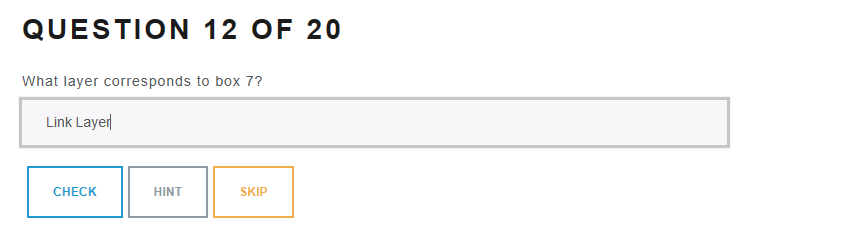 QUESTION 12 OF 20
What layer corresponds to box 7?
Link Layer
CHECK HINT SKIP